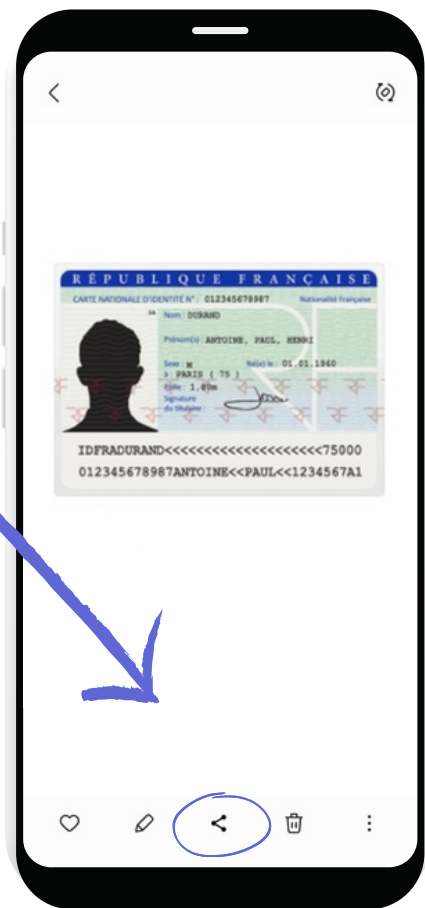 RÉPUBLIQUE FRANÇAISE
CARTE NATIONALE D'IDENTITÉ N° : 012345678987 Nationalité Française
Nom : DURAND
Prénom(s) : ANTOINE, PAUL, HENRI
Sexe : M Né(e) le : 01.01.1960
à : PARIS ( 75 )
Taille : 1,80m
Signature
du titulaire :
IDFRADURAND<<<<<<<<<<<<<<<<<<<<75000
012345678987ANTOINE<<PAUL<<1234567A1